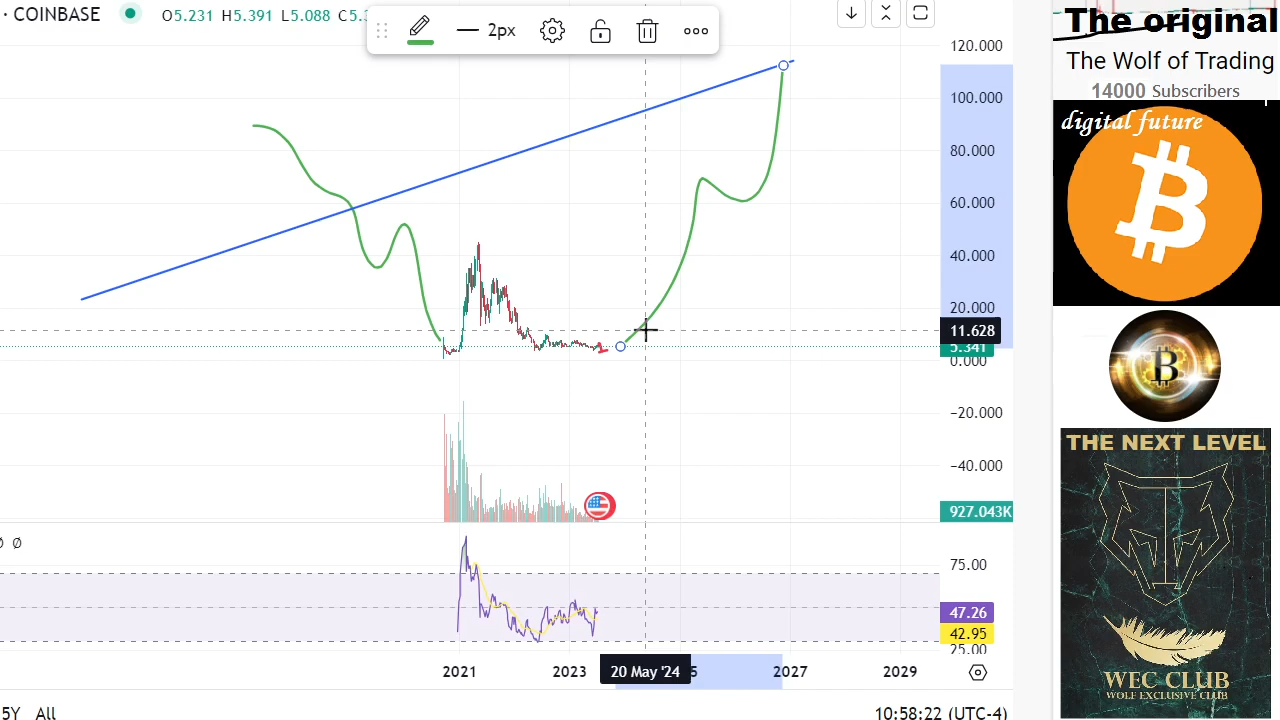 · COINBASE
O5.231 H5.391 L5.088 C5.3
2px
120.000
100.000
80.000
60.000
40.000
20.000
11.628
5.341
0.000
−20.000
−40.000
927.043K
75.00
47.26
42.95
25.00
2021
2023
20 May '24
5
2027
2029
5Y All
10:58:22 (UTC-4)
The original
The Wolf of Trading
14000 Subscribers
digital future
THE NEXT LEVEL
WEC CLUB
WOLF EXCLUSIVE CLUB